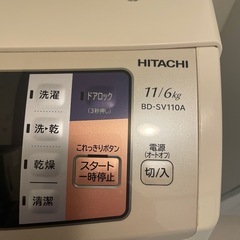 HITACHI
11/6kg
BD-SV110A
洗濯
ドアロック
(3秒押し)
洗・乾
これっきりボタン
乾燥
スタート
一時停止
清潔
電源
(オートオフ)
切/入